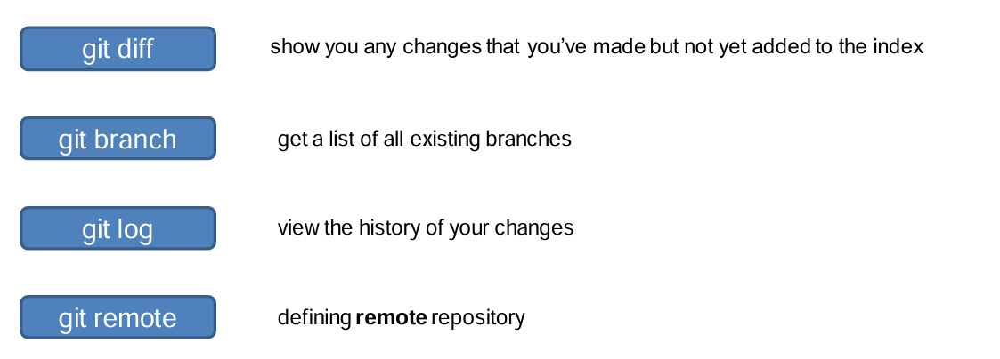 git diff
show you any changes that you’ve made but not yet added to the index
git branch
get a list of all existing branches
git log
view the history of your changes
git remote
defining remote repository